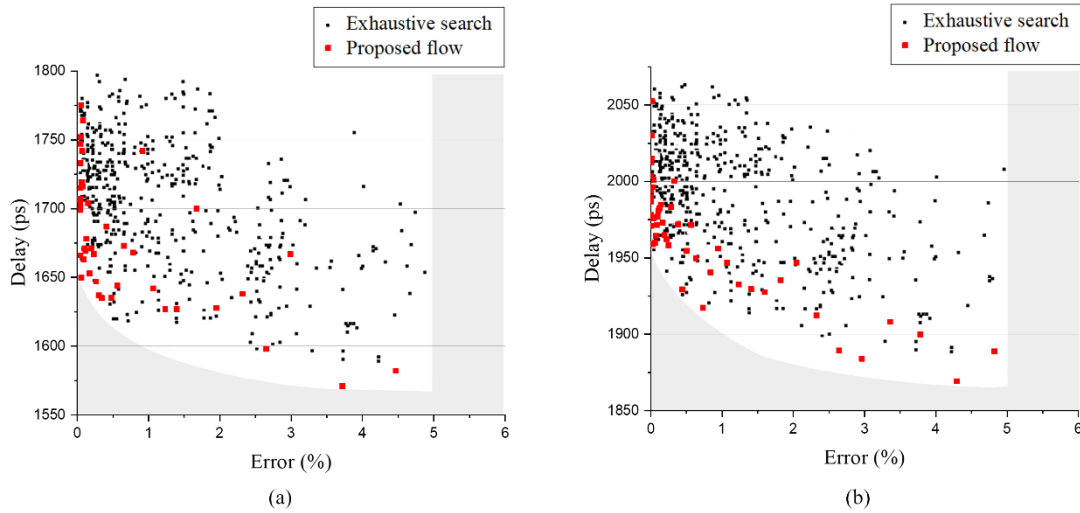 Exhaustive search
Proposed flow
1800
1750
1700
1650
1600
1550
Delay (ps)
0 1 2 3 4 5 6
Error (%)
(a)
Exhaustive search
Proposed flow
2050
2000
1950
1900
1850
Delay (ps)
0 1 2 3 4 5 6
Error (%)
(b)